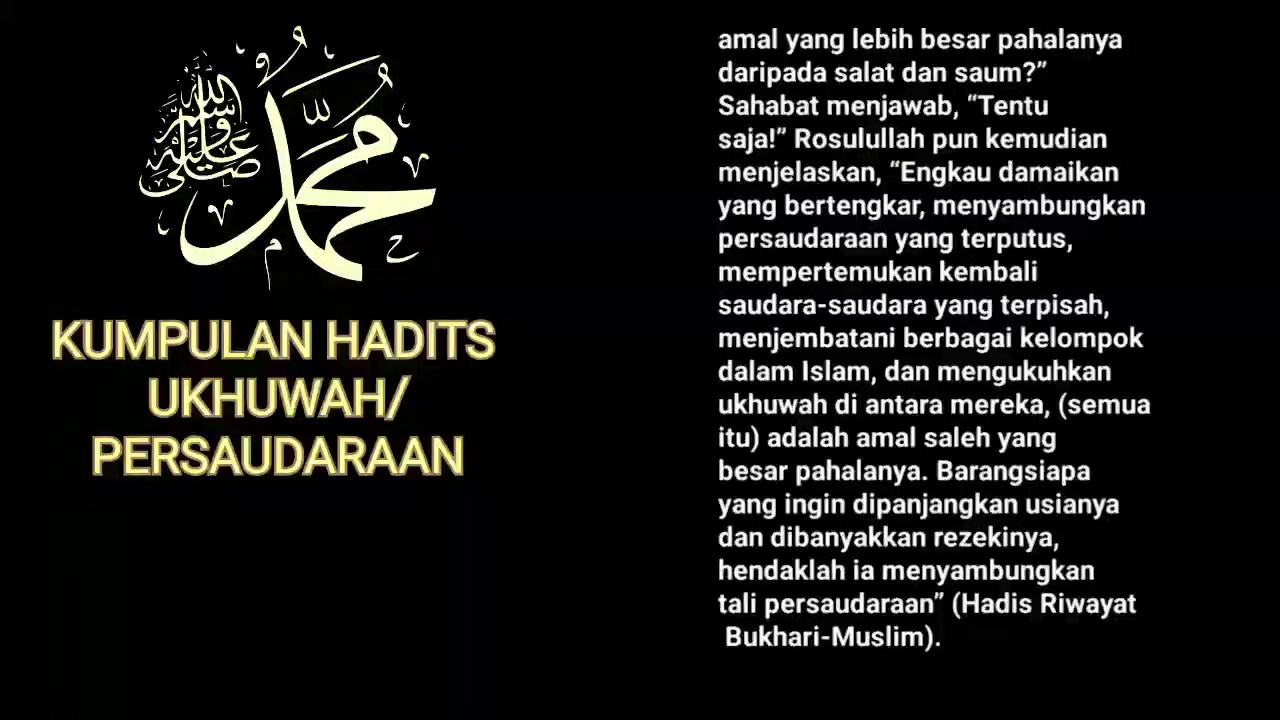 محمد
صلى الله عليه وسلم
KUMPULAN HADITS
UKHUWAH/
PERSAUDARAAN
amal yang lebih besar pahalanya
daripada salat dan saum?”
Sahabat menjawab, “Tentu
saja!” Rosulullah pun kemudian
menjelaskan, “Engkau damaikan
yang bertengkar, menyambungkan
persaudaraan yang terputus,
mempertemukan kembali
saudara-saudara yang terpisah,
menjembatani berbagai kelompok
dalam Islam, dan mengukuhkan
ukhuwah di antara mereka, (semua
itu) adalah amal saleh yang
besar pahalanya. Barangsiapa
yang ingin dipanjangkan usianya
dan dibanyakkan rezekinya,
hendaklah ia menyambungkan
tali persaudaraan” (Hadis Riwayat
Bukhari-Muslim).